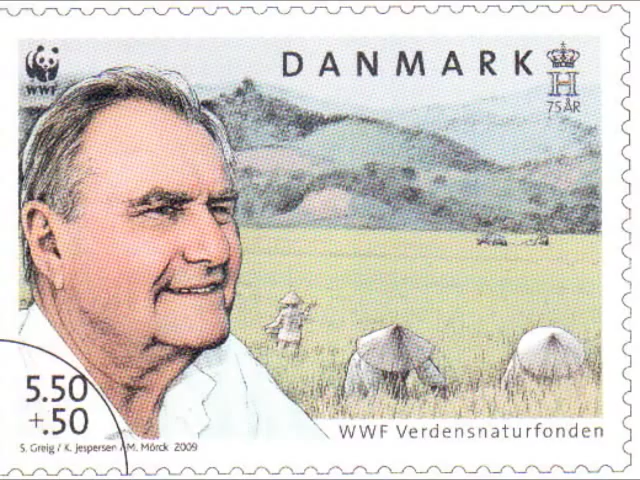 WWF
DANMARK
H
75 ÅR
5.50
+.50
WWF Verdensnaturfonden
S. Greig / K. Jespersen / M. Mörck 2009